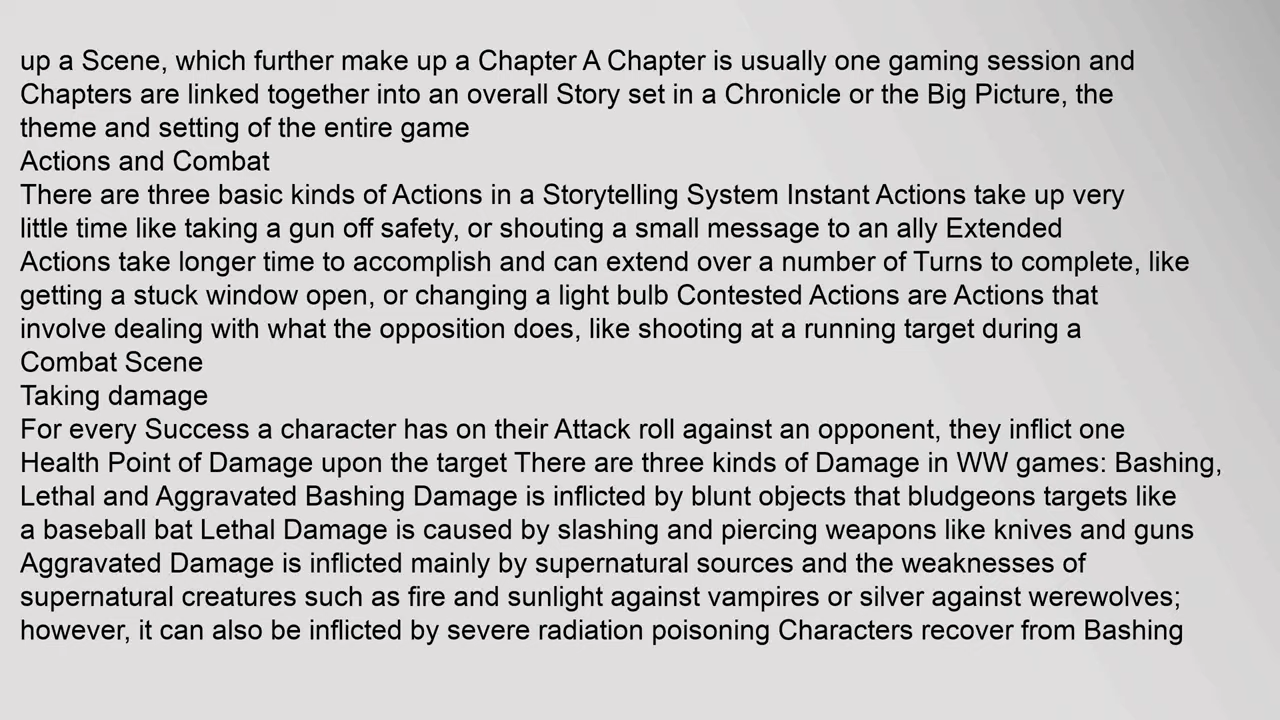 up a Scene, which further make up a Chapter A Chapter is usually one gaming session and
Chapters are linked together into an overall Story set in a Chronicle or the Big Picture, the
theme and setting of the entire game
Actions and Combat
There are three basic kinds of Actions in a Storytelling System Instant Actions take up very
little time like taking a gun off safety, or shouting a small message to an ally Extended
Actions take longer time to accomplish and can extend over a number of Turns to complete, like
getting a stuck window open, or changing a light bulb Contested Actions are Actions that
involve dealing with what the opposition does, like shooting at a running target during a
Combat Scene
Taking damage
For every Success a character has on their Attack roll against an opponent, they inflict one
Health Point of Damage upon the target There are three kinds of Damage in WW games: Bashing,
Lethal and Aggravated Bashing Damage is inflicted by blunt objects that bludgeons targets like
a baseball bat Lethal Damage is caused by slashing and piercing weapons like knives and guns
Aggravated Damage is inflicted mainly by supernatural sources and the weaknesses of
supernatural creatures such as fire and sunlight against vampires or silver against werewolves;
however, it can also be inflicted by severe radiation poisoning Characters recover from Bashing